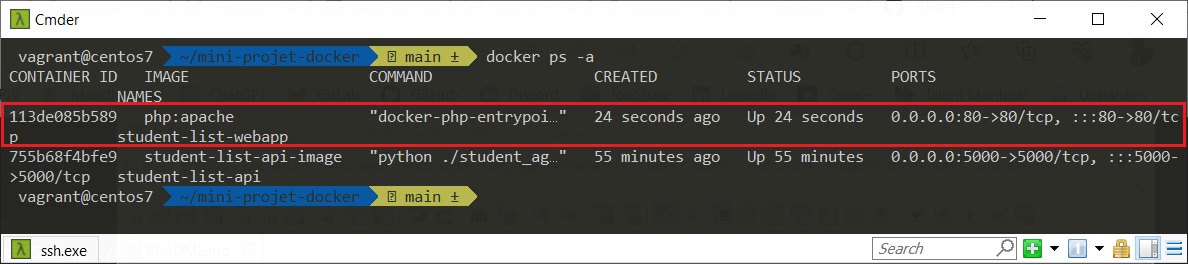 Cmder
vagrant@centos7 ~/mini-projet-docker main ± docker ps -a
CONTAINER ID IMAGE COMMAND CREATED STATUS PORTS
NAMES
113de085b589 php:apache "docker-php-entrypoi…" 24 seconds ago Up 24 seconds 0.0.0.0:80->80/tcp, :::80->80/tc
p student-list-webapp
755b68f4bfe9 student-list-api-image "python ./student_ag…" 55 minutes ago Up 55 minutes 0.0.0.0:5000->5000/tcp, :::5000-
>5000/tcp student-list-api
vagrant@centos7 ~/mini-projet-docker main ±
ssh.exe
Search